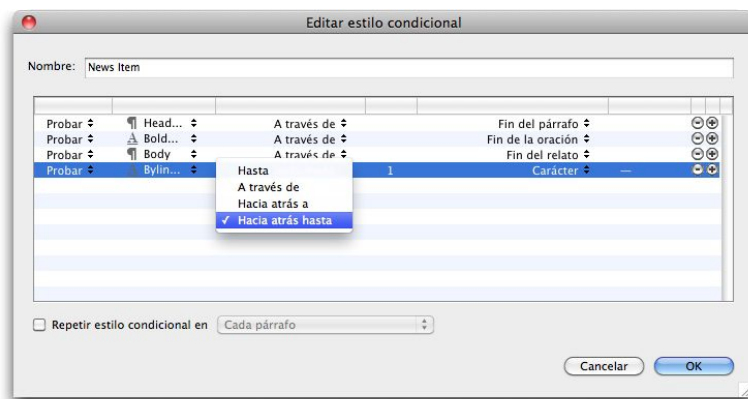 Editar estilo condicional
Nombre: News Item
Probar ¶ Head... A través de Fin del párrafo
Probar A Bold... A través de Fin de la oración
Probar ¶ Body A través de Fin del relato
Probar A Bylin... 1 Carácter —
Hasta
A través de
Hacia atrás a
✓ Hacia atrás hasta
Repetir estilo condicional en Cada párrafo
Cancelar OK